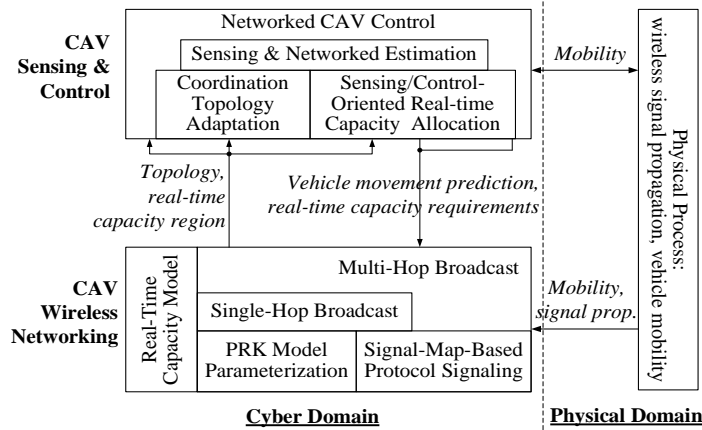 Networked CAV Control
CAV
Sensing &
Control
Sensing & Networked Estimation
Coordination
Topology
Adaptation
Sensing/Control-
Oriented Real-time
Capacity Allocation
Mobility
Physical Process:
wireless signal propagation, vehicle mobility
Topology,
real-time
capacity region
Vehicle movement prediction,
real-time capacity requirements
CAV
Wireless
Networking
Real-Time
Capacity Model
Multi-Hop Broadcast
Single-Hop Broadcast
PRK Model
Parameterization
Signal-Map-Based
Protocol Signaling
Mobility,
signal prop.
Cyber Domain
Physical Domain